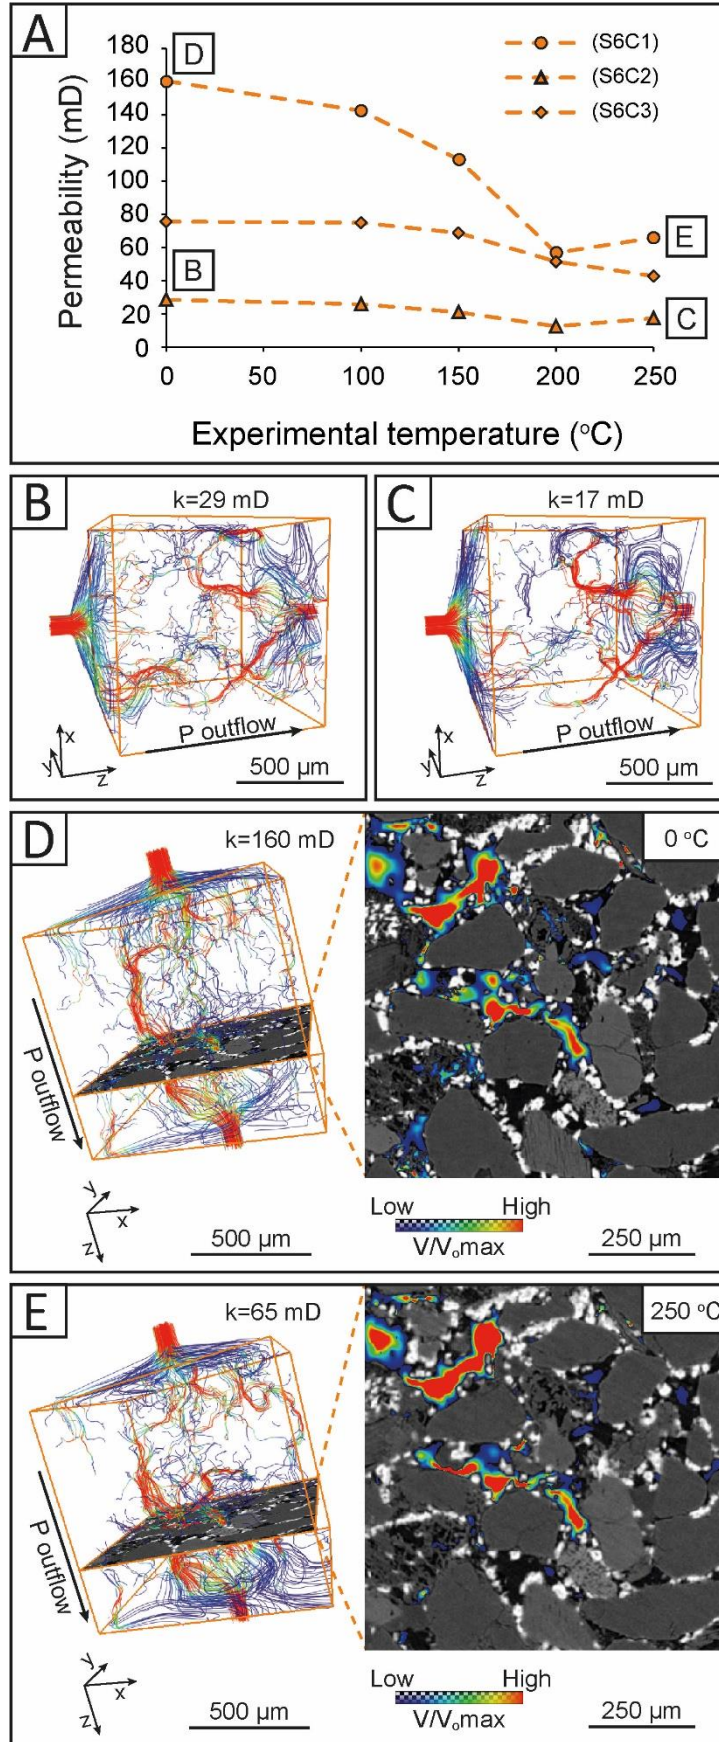 A
180
160
140
120
100
80
60
40
20
0
Permeability (mD)
D
B
E
C
(S6C1)
(S6C2)
(S6C3)
0 50 100 150 200 250
Experimental temperature (°C)
B
k=29 mD
P outflow
x
y
z
500 µm
C
k=17 mD
P outflow
x
y
z
500 µm
D
k=160 mD
0 °C
P outflow
y
x
z
500 µm
Low High
V/Vₒmax
250 µm
E
k=65 mD
250 °C
P outflow
y
x
z
500 µm
Low High
V/Vₒmax
250 µm